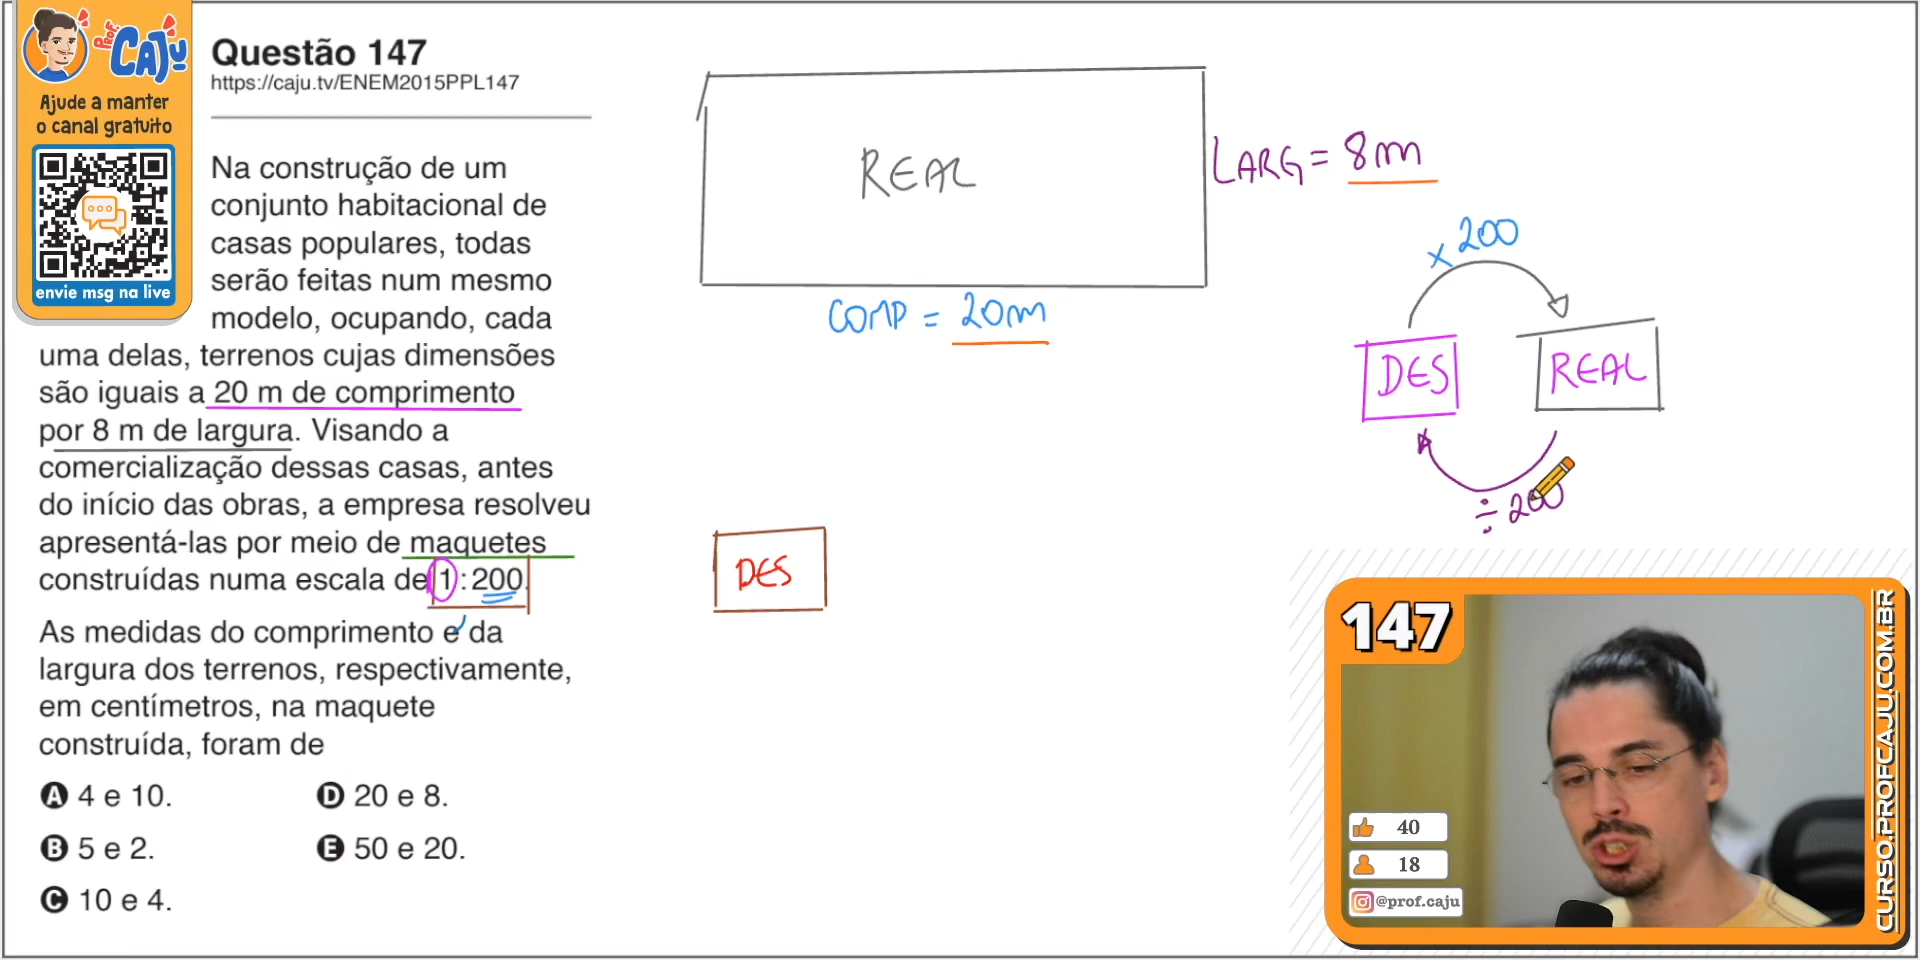 PROF.
CAJU
Ajude a manter
o canal gratuito
envie msg na live
Questão 147
https://caju.tv/ENEM2015PPL147
Na construção de um
conjunto habitacional de
casas populares, todas
serão feitas num mesmo
modelo, ocupando, cada
uma delas, terrenos cujas dimensões
são iguais a 20 m de comprimento
por 8 m de largura. Visando a
comercialização dessas casas, antes
do início das obras, a empresa resolveu
apresentá-las por meio de maquetes
construídas numa escala de 1 : 200.
As medidas do comprimento e da
largura dos terrenos, respectivamente,
em centímetros, na maquete
construída, foram de
A 4 e 10.
B 5 e 2.
C 10 e 4.
D 20 e 8.
E 50 e 20.
REAL
LARG = 8m
COMP = 20m
× 200
DES
REAL
÷ 200
DES
147
40
18
@prof.caju
CURSO.PROFCAJU.COM.BR